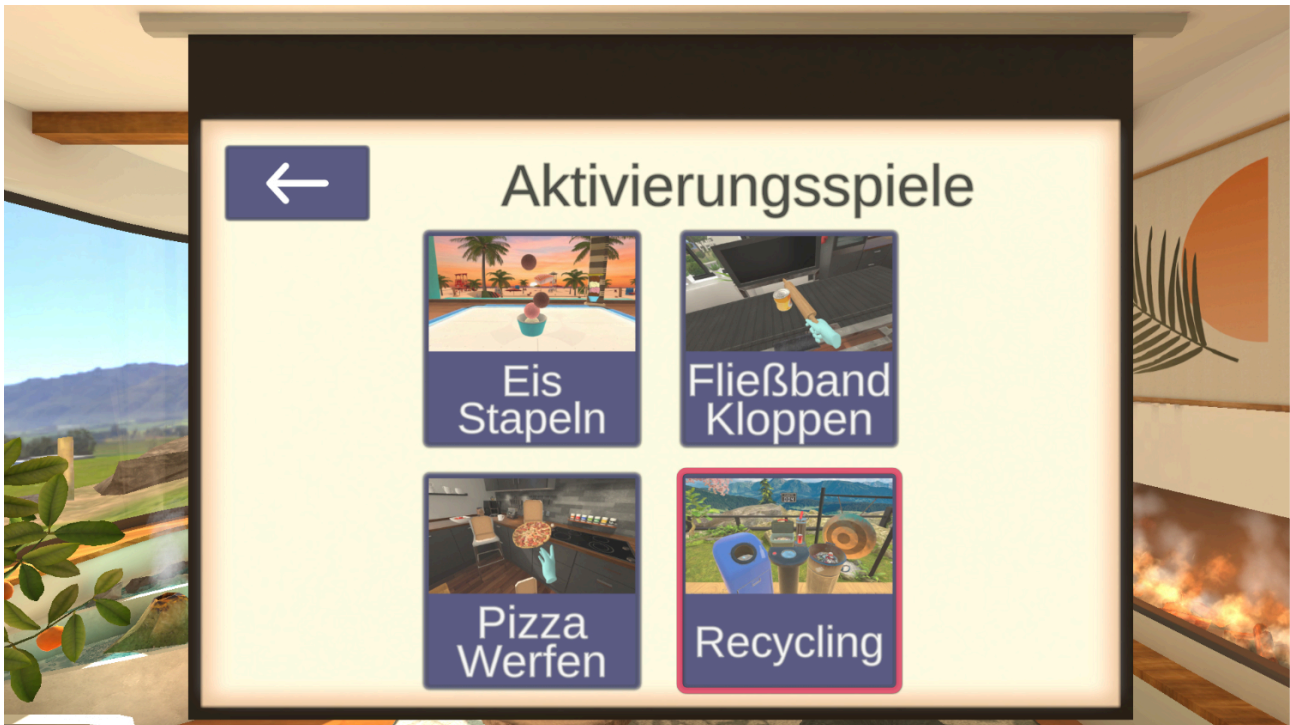 Aktivierungsspiele
Eis
Stapeln
Fließband
Kloppen
Pizza
Werfen
Recycling